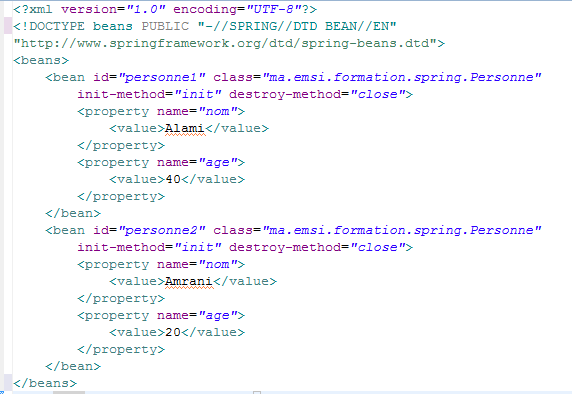 <?xml version="1.0" encoding="UTF-8"?>
<!DOCTYPE beans PUBLIC "-//SPRING//DTD BEAN//EN"
"http://www.springframework.org/dtd/spring-beans.dtd">
<beans>
    <bean id="personne1" class="ma.emsi.formation.spring.Personne"
        init-method="init" destroy-method="close">
        <property name="nom">
            <value>Alami</value>
        </property>
        <property name="age">
            <value>40</value>
        </property>
    </bean>
    <bean id="personne2" class="ma.emsi.formation.spring.Personne"
        init-method="init" destroy-method="close">
        <property name="nom">
            <value>Amrani</value>
        </property>
        <property name="age">
            <value>20</value>
        </property>
    </bean>
</beans>